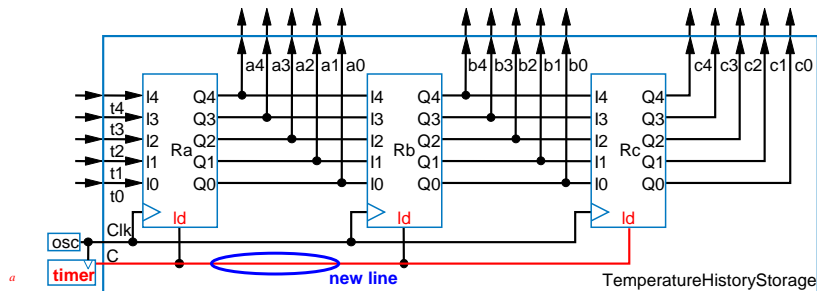 a4 a3 a2 a1 a0 b4 b3 b2 b1 b0 c4 c3 c2 c1 c0
I4 Q4 I4 Q4 I4 Q4
t4 I3 Q3 I3 Q3 I3 Q3
Ra Rb Rc
t3 I2 Q2 I2 Q2 I2 Q2
t2 I1 Q1 I1 Q1 I1 Q1
t1 I0 Q0 I0 Q0 I0 Q0
t0
ld ld ld
Clk
osc
C
a timer new line TemperatureHistoryStorage